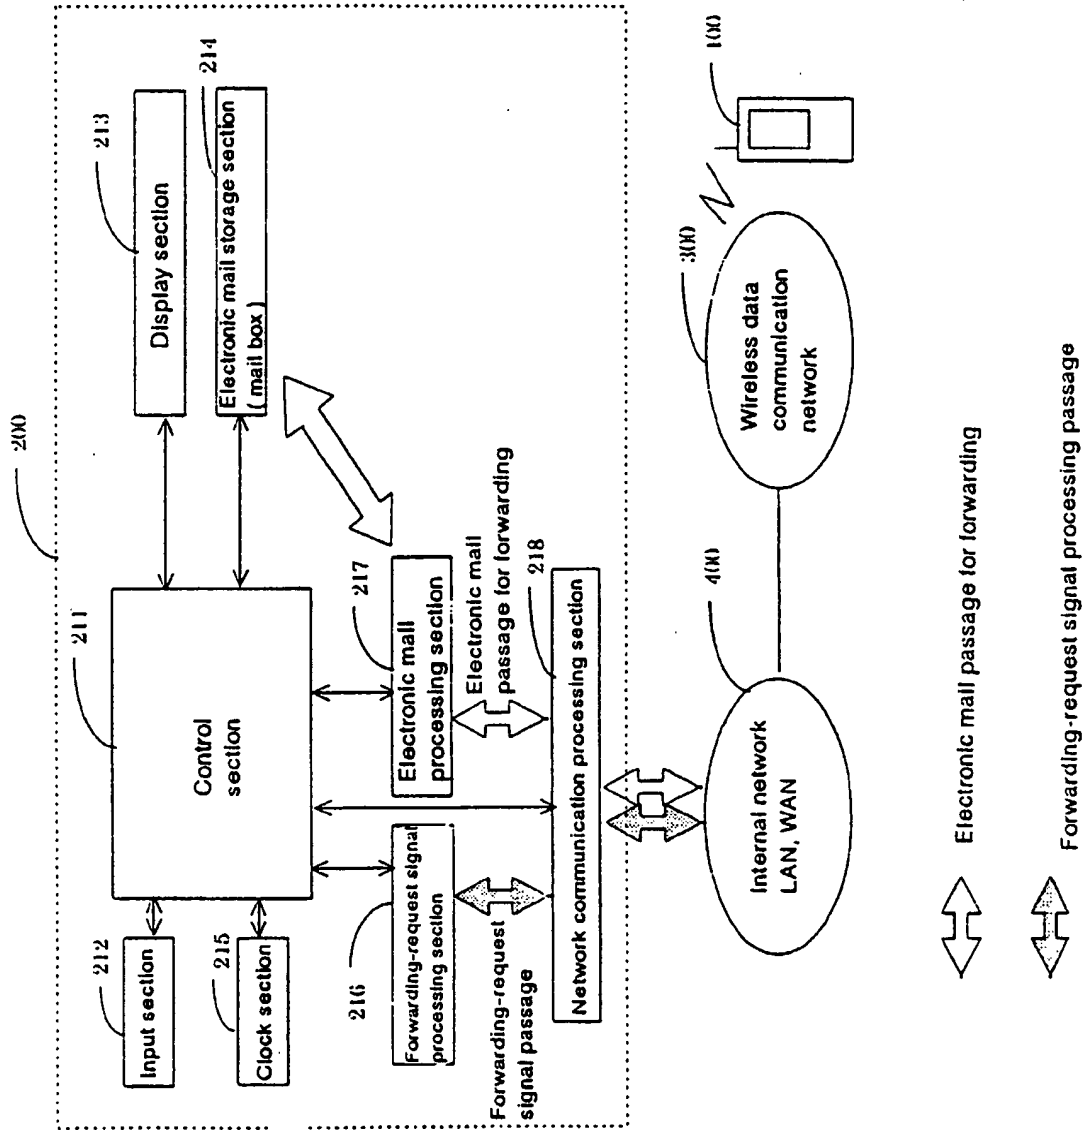 200
211
Control
section
212
Input section
215
Clock section
213
Display section
214
Electronic mail storage section
( mail box )
216
Forwarding-request signal
processing section
217
Electronic mall
processing section
Forwarding-request
signal passage
Electronic mall
passage for forwarding
218
Network communication processing section
400
Internal network
LAN, WAN
300
Wireless data
communication
network
100
Electronic mall passage for forwarding
Forwarding-request signal processing passage